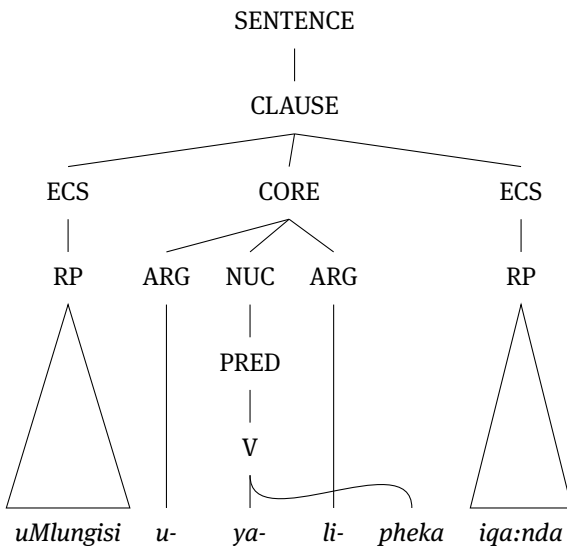 SENTENCE
CLAUSE
ECS CORE ECS
RP ARG NUC ARG RP
PRED
V
uMlungisi u- ya- li- pheka iqa:nda